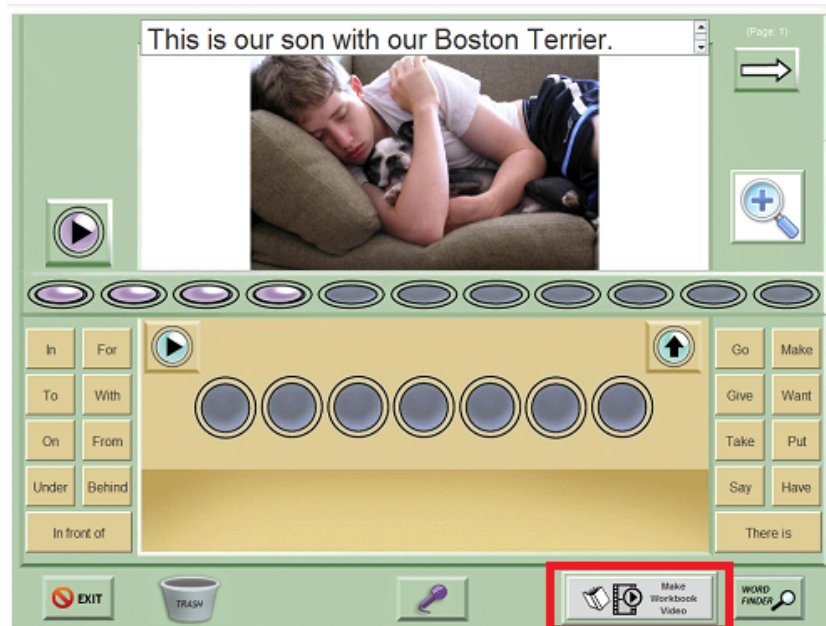 This is our son with our Boston Terrier.
(Page: 1)
In
For
Go
Make
To
With
Give
Want
On
From
Take
Put
Under
Behind
Say
Have
In front of
There is
EXIT
TRASH
Make
Workbook
Video
WORD
FINDER